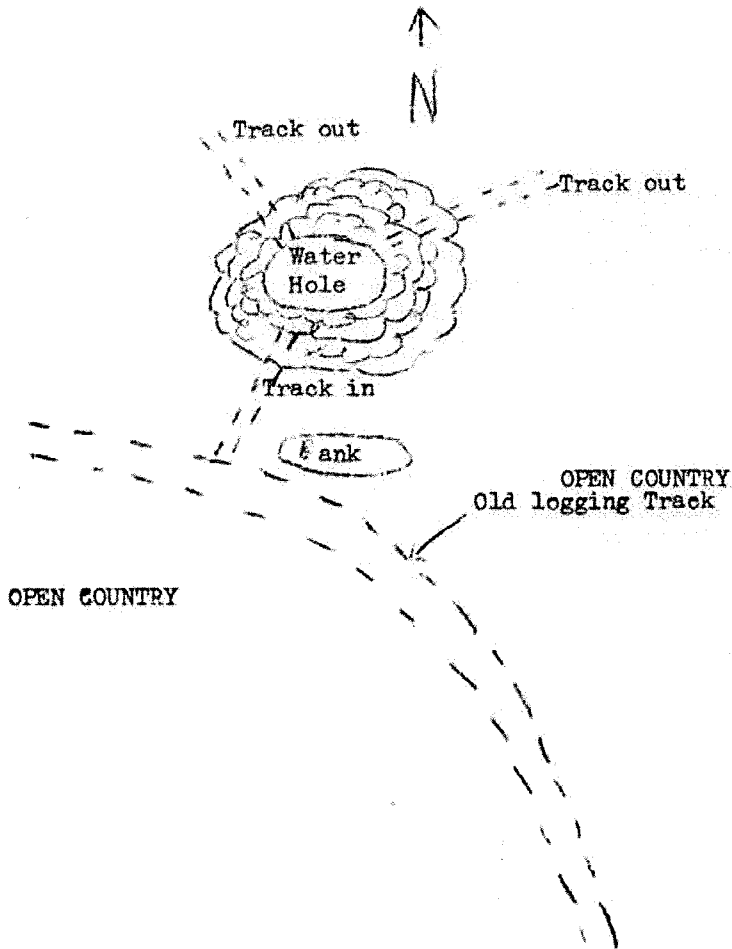 N
Track out
Track out
Water
Hole
Track in
ank
OPEN COUNTRY
Old logging Track
OPEN COUNTRY